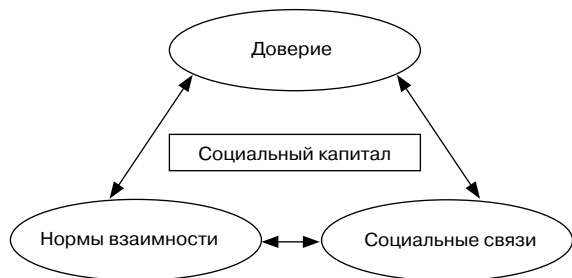 Доверие
Социальный капитал
Нормы взаимности
Социальные связи